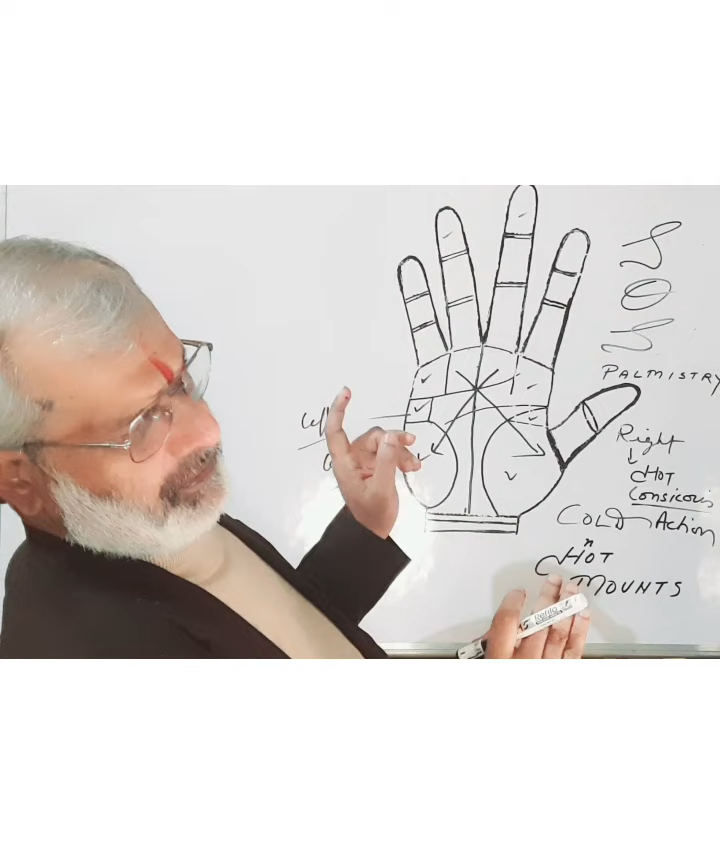 PALMISTRY
Right
HOT
Consicous
COLD Action
n
HOT
MOUNTS